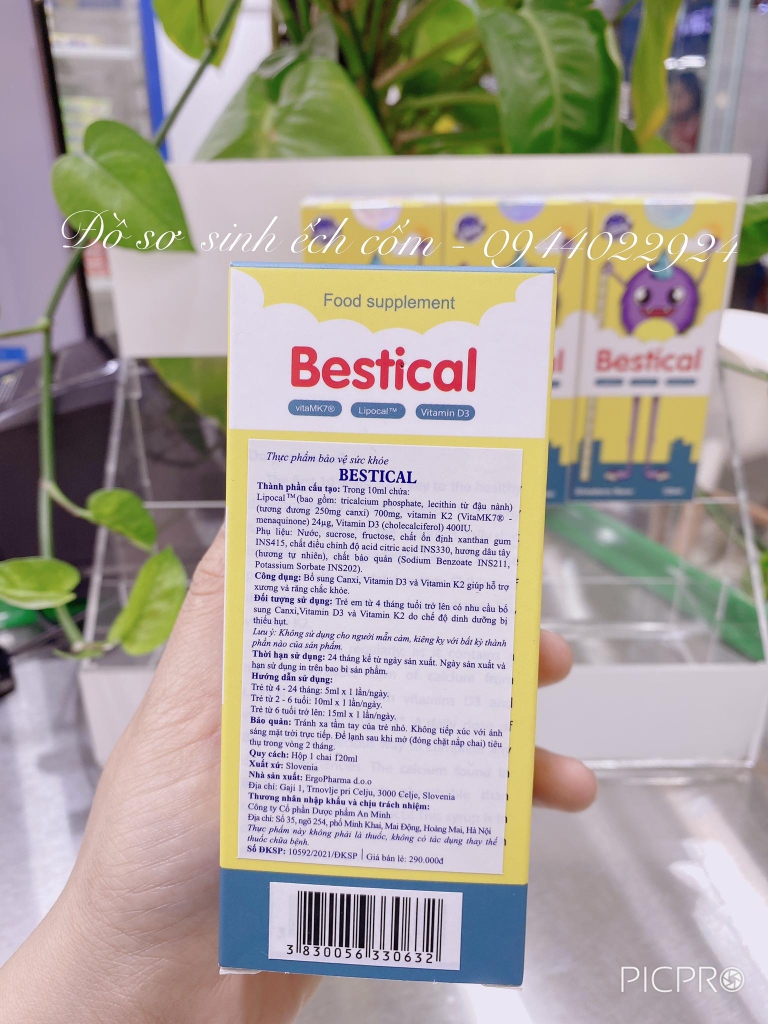 Đồ sơ sinh ếch cốm - 0944022924
Food supplement
Bestical
vitaMK7® Lipocal™ Vitamin D3
Bestical
Thực phẩm bảo vệ sức khỏe
BESTICAL
Thành phần cấu tạo: Trong 10ml chứa:
Lipocal™(bao gồm: tricalcium phosphate, lecithin từ đậu nành)
(tương đương 250mg canxi) 700mg, vitamin K2 (VitaMK7® -
menaquinone) 24µg, Vitamin D3 (cholecalciferol) 400IU.
Phụ liệu: Nước, sucrose, fructose, chất ổn định xanthan gum
INS415, chất điều chỉnh độ acid citric acid INS330, hương dâu tây
(hương tự nhiên), chất bảo quản (Sodium Benzoate INS211,
Potassium Sorbate INS202).
Công dụng: Bổ sung Canxi, Vitamin D3 và Vitamin K2 giúp hỗ trợ
xương và răng chắc khỏe.
Đối tượng sử dụng: Trẻ em từ 4 tháng tuổi trở lên có nhu cầu bổ
sung Canxi,Vitamin D3 và Vitamin K2 do chế độ dinh dưỡng bị
thiếu hụt.
Lưu ý: Không sử dụng cho người mẫn cảm, kiêng kỵ với bất kỳ thành
phần nào của sản phẩm.
Thời hạn sử dụng: 24 tháng kể từ ngày sản xuất. Ngày sản xuất và
hạn sử dụng in trên bao bì sản phẩm.
Hướng dẫn sử dụng:
Trẻ từ 4 - 24 tháng: 5ml x 1 lần/ngày.
Trẻ từ 2 - 6 tuổi: 10ml x 1 lần/ngày.
Trẻ từ 6 tuổi trở lên: 15ml x 1 lần/ngày.
Bảo quản: Tránh xa tầm tay của trẻ nhỏ. Không tiếp xúc với ánh
sáng mặt trời trực tiếp. Để lạnh sau khi mở (đóng chặt nắp chai) tiêu
thụ trong vòng 2 tháng.
Quy cách: Hộp 1 chai 120ml
Xuất xứ: Slovenia
Nhà sản xuất: ErgoPharma d.o.o
Địa chỉ: Gaji 1, Trnovlje pri Celju, 3000 Celje, Slovenia
Thương nhân nhập khẩu và chịu trách nhiệm:
Công ty Cổ phần Dược phẩm An Minh
Địa chỉ: Số 35, ngõ 254, phố Minh Khai, Mai Động, Hoàng Mai, Hà Nội
Thực phẩm này không phải là thuốc, không có tác dụng thay thế
thuốc chữa bệnh.
Số ĐKSP: 10592/2021/ĐKSP | Giá bán lẻ: 290.000đ
3 830056 330632
PICPRO